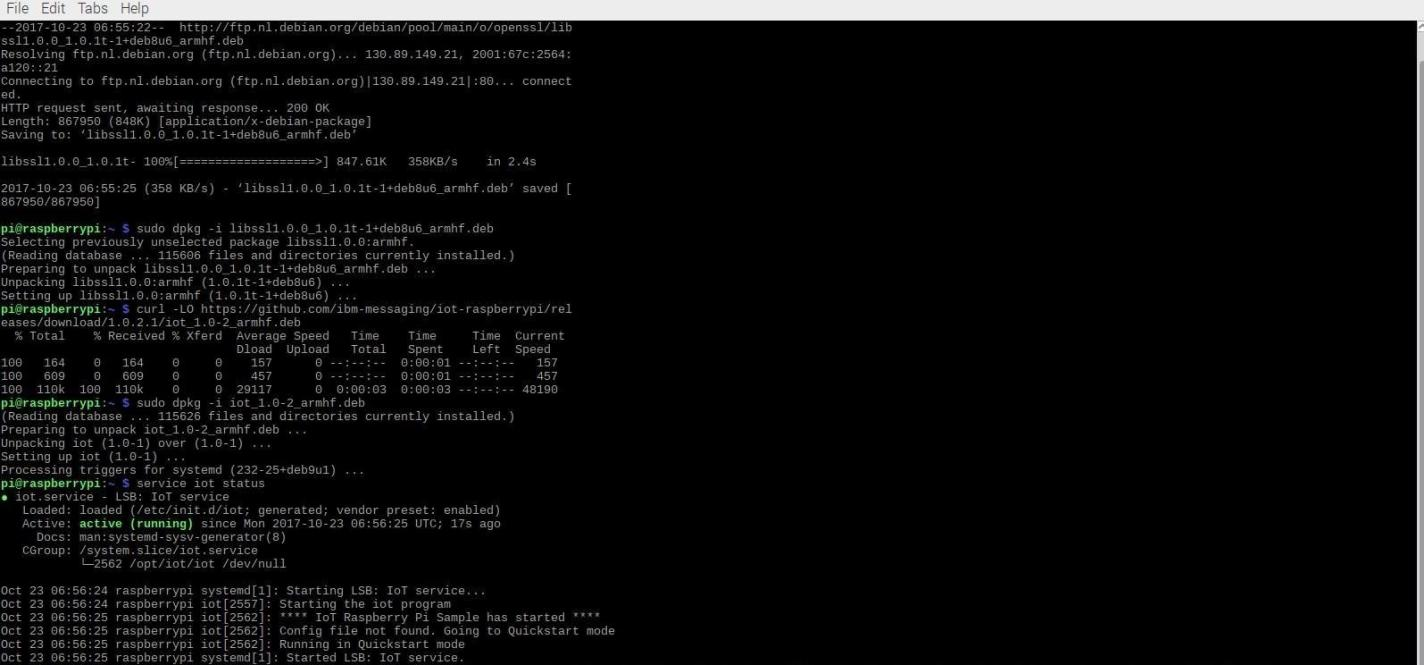 File Edit Tabs Help
--2017-10-23 06:55:22--  http://ftp.nl.debian.org/debian/pool/main/o/openssl/lib
ssl1.0.0_1.0.1t-1+deb8u6_armhf.deb
Resolving ftp.nl.debian.org (ftp.nl.debian.org)... 130.89.149.21, 2001:67c:2564:
a120::21
Connecting to ftp.nl.debian.org (ftp.nl.debian.org)|130.89.149.21|:80... connect
ed.
HTTP request sent, awaiting response... 200 OK
Length: 867950 (848K) [application/x-debian-package]
Saving to: ‘libssl1.0.0_1.0.1t-1+deb8u6_armhf.deb’
libssl1.0.0_1.0.1t- 100%[===================>] 847.61K   358KB/s    in 2.4s
2017-10-23 06:55:25 (358 KB/s) - ‘libssl1.0.0_1.0.1t-1+deb8u6_armhf.deb’ saved [
867950/867950]
pi@raspberrypi:~ $ sudo dpkg -i libssl1.0.0_1.0.1t-1+deb8u6_armhf.deb
Selecting previously unselected package libssl1.0.0:armhf.
(Reading database ... 115606 files and directories currently installed.)
Preparing to unpack libssl1.0.0_1.0.1t-1+deb8u6_armhf.deb ...
Unpacking libssl1.0.0:armhf (1.0.1t-1+deb8u6) ...
Setting up libssl1.0.0:armhf (1.0.1t-1+deb8u6) ...
pi@raspberrypi:~ $ curl -LO https://github.com/ibm-messaging/iot-raspberrypi/rel
eases/download/1.0.2.1/iot_1.0-2_armhf.deb
  % Total    % Received % Xferd  Average Speed   Time    Time     Time  Current
                                 Dload  Upload   Total   Spent    Left  Speed
100   164    0   164    0     0    157      0 --:--:--  0:00:01 --:--:--   157
100   609    0   609    0     0    457      0 --:--:--  0:00:01 --:--:--   457
100  110k  100  110k    0     0  29117      0  0:00:03  0:00:03 --:--:-- 48190
pi@raspberrypi:~ $ sudo dpkg -i iot_1.0-2_armhf.deb
(Reading database ... 115626 files and directories currently installed.)
Preparing to unpack iot_1.0-2_armhf.deb ...
Unpacking iot (1.0-1) over (1.0-1) ...
Setting up iot (1.0-1) ...
Processing triggers for systemd (232-25+deb9u1) ...
pi@raspberrypi:~ $ service iot status
● iot.service - LSB: IoT service
   Loaded: loaded (/etc/init.d/iot; generated; vendor preset: enabled)
   Active: active (running) since Mon 2017-10-23 06:56:25 UTC; 17s ago
     Docs: man:systemd-sysv-generator(8)
   CGroup: /system.slice/iot.service
           └─2562 /opt/iot/iot /dev/null
Oct 23 06:56:24 raspberrypi systemd[1]: Starting LSB: IoT service...
Oct 23 06:56:24 raspberrypi iot[2557]: Starting the iot program
Oct 23 06:56:25 raspberrypi iot[2562]: **** IoT Raspberry Pi Sample has started ****
Oct 23 06:56:25 raspberrypi iot[2562]: Config file not found. Going to Quickstart mode
Oct 23 06:56:25 raspberrypi iot[2562]: Running in Quickstart mode
Oct 23 06:56:25 raspberrypi systemd[1]: Started LSB: IoT service.